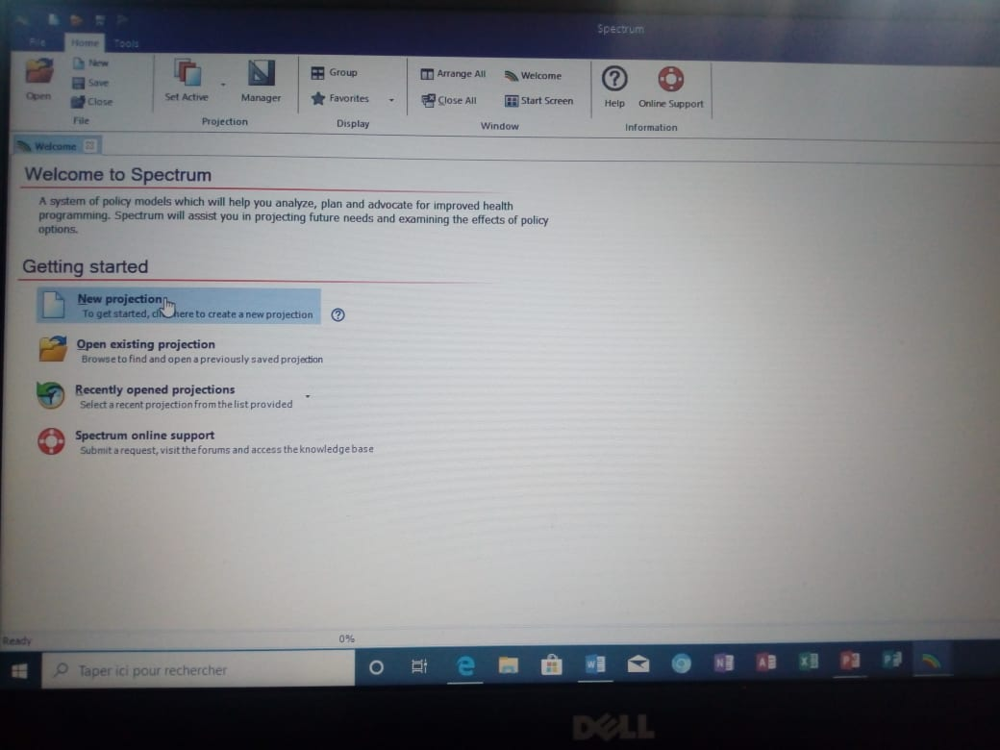 Spectrum
File Home Tools
Open
New
Save
Close
File
Set Active
Manager
Projection
Group
Favorites
Display
Arrange All
Welcome
Close All
Start Screen
Window
Help
Online Support
Information
Welcome
Welcome to Spectrum
A system of policy models which will help you analyze, plan and advocate for improved health
programming. Spectrum will assist you in projecting future needs and examining the effects of policy
options.
Getting started
New projection
To get started, click here to create a new projection
Open existing projection
Browse to find and open a previously saved projection
Recently opened projections
Select a recent projection from the list provided
Spectrum online support
Submit a request, visit the forums and access the knowledge base
Ready
0%
Taper ici pour rechercher
DELL